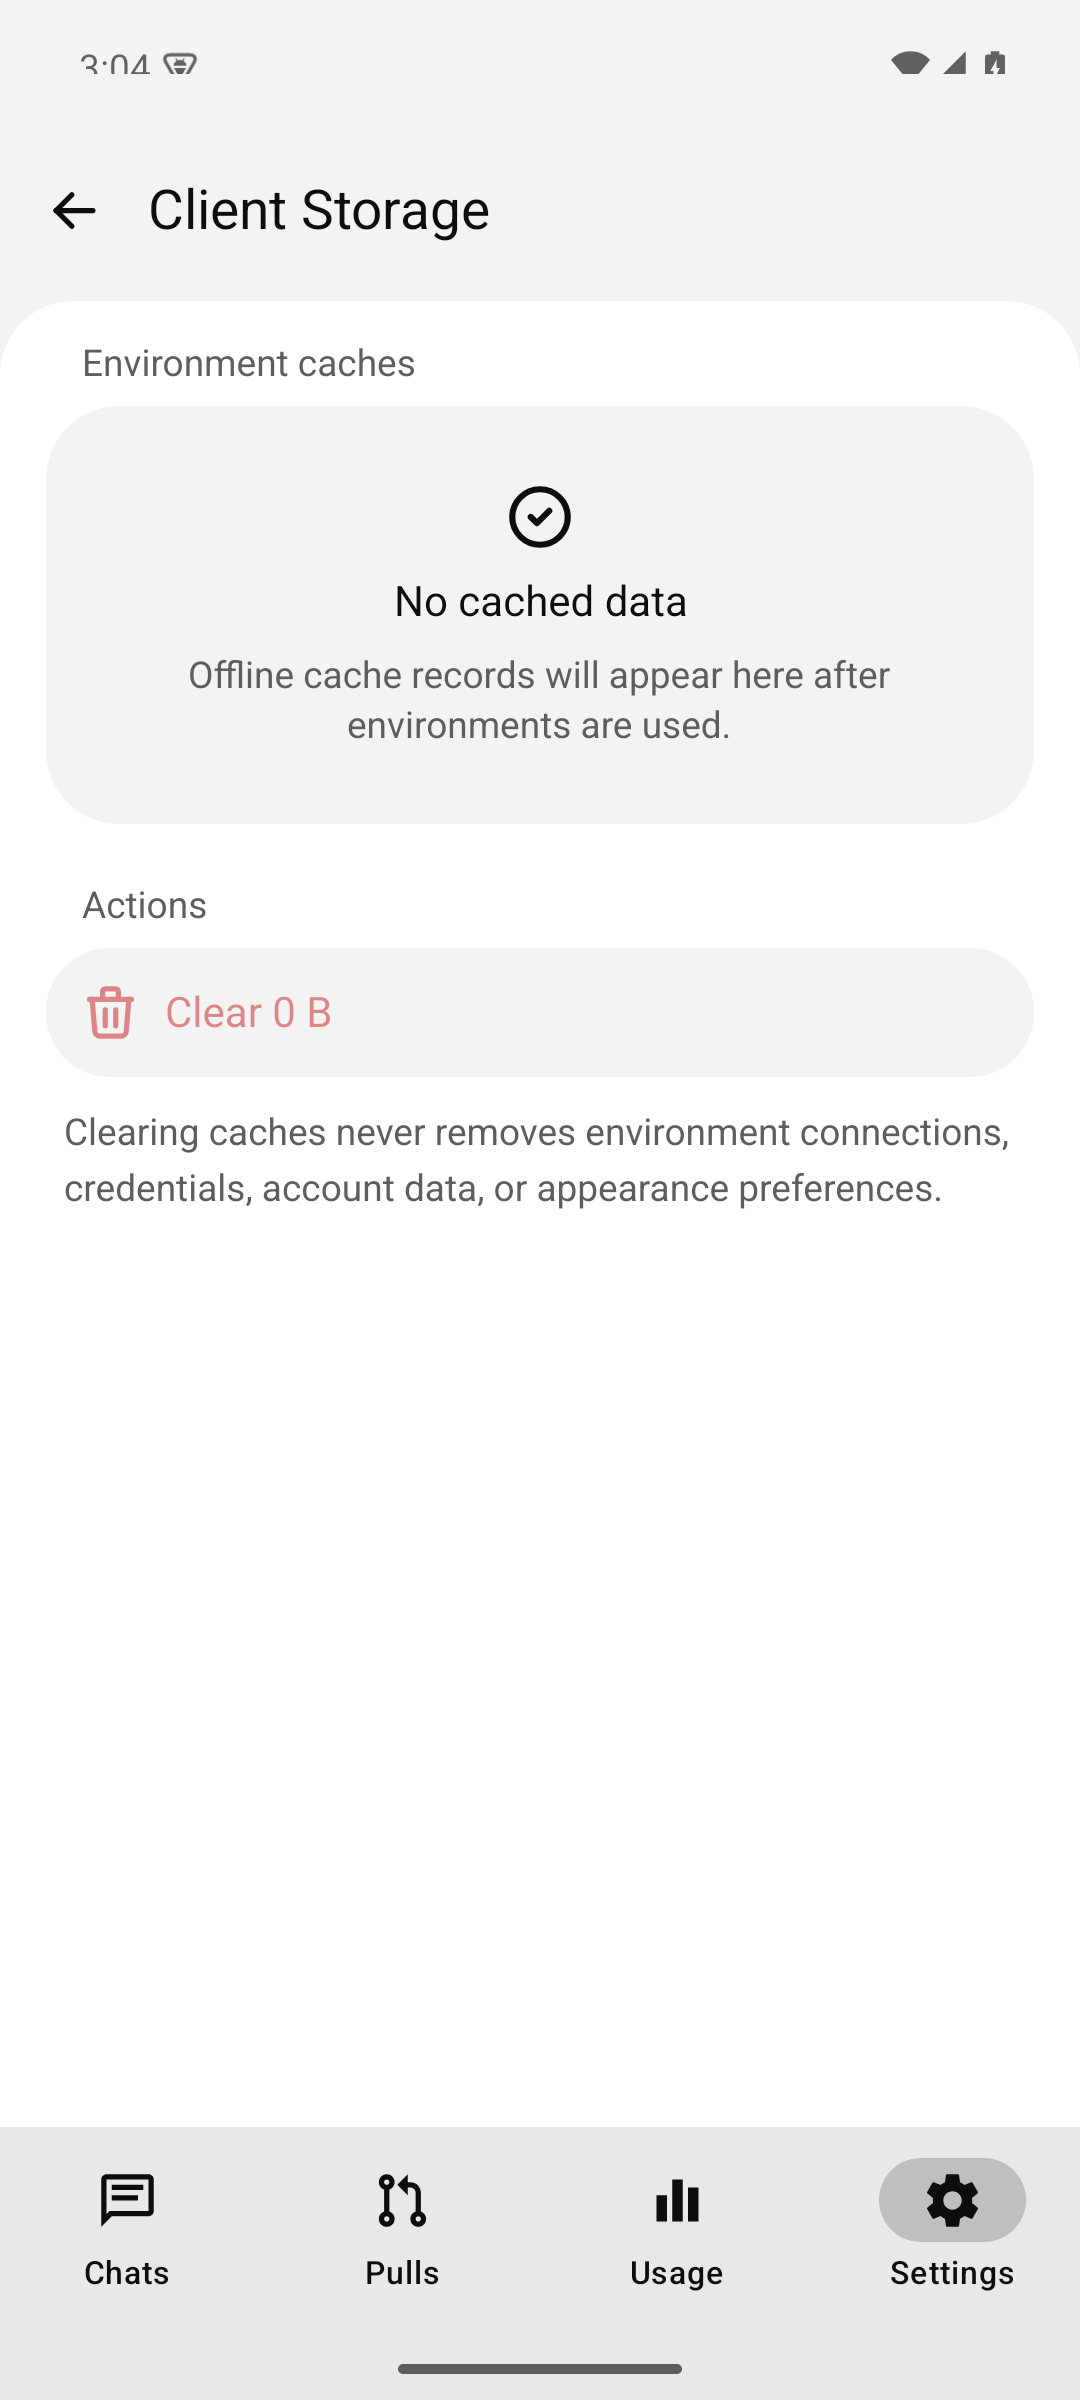 3:04
Client Storage
Environment caches
No cached data
Offline cache records will appear here after
environments are used.
Actions
Clear 0 B
Clearing caches never removes environment connections,
credentials, account data, or appearance preferences.
Chats
Pulls
Usage
Settings